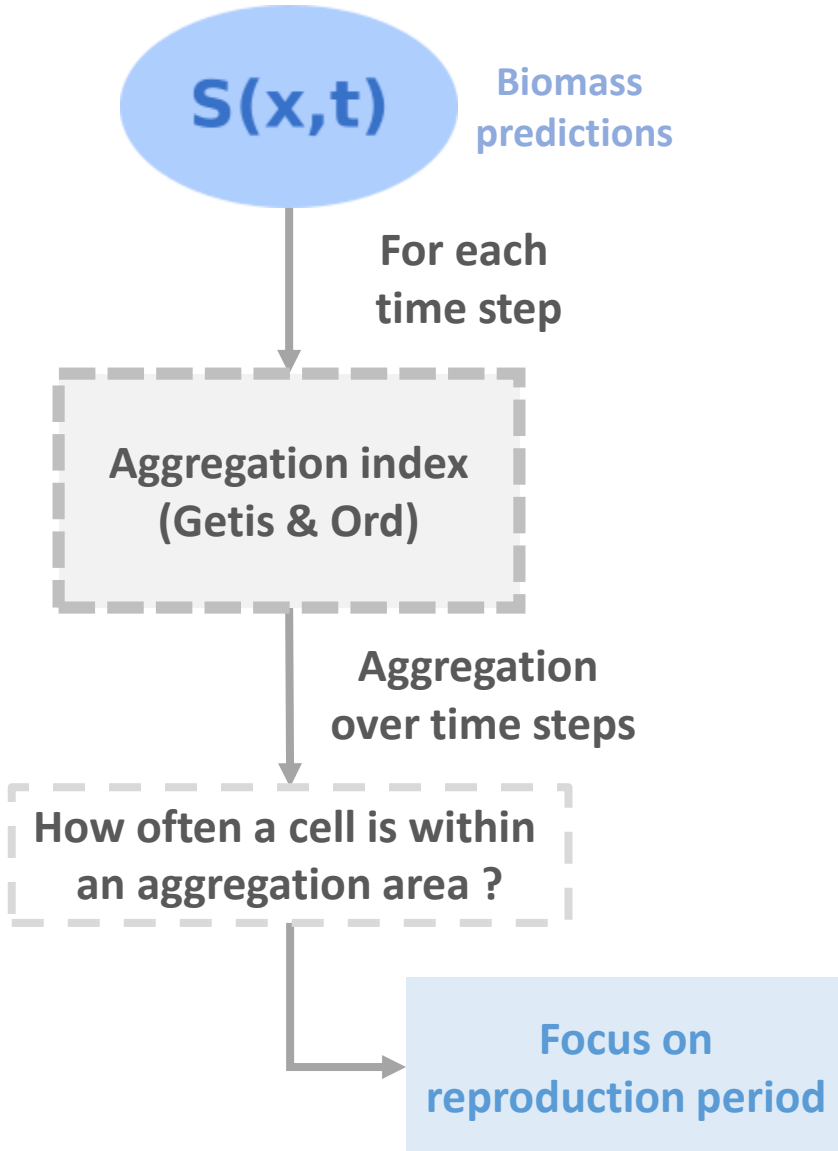 S(x,t)
Biomass
predictions
For each
time step
Aggregation index
(Getis & Ord)
Aggregation
over time steps
How often a cell is within
an aggregation area ?
Focus on
reproduction period